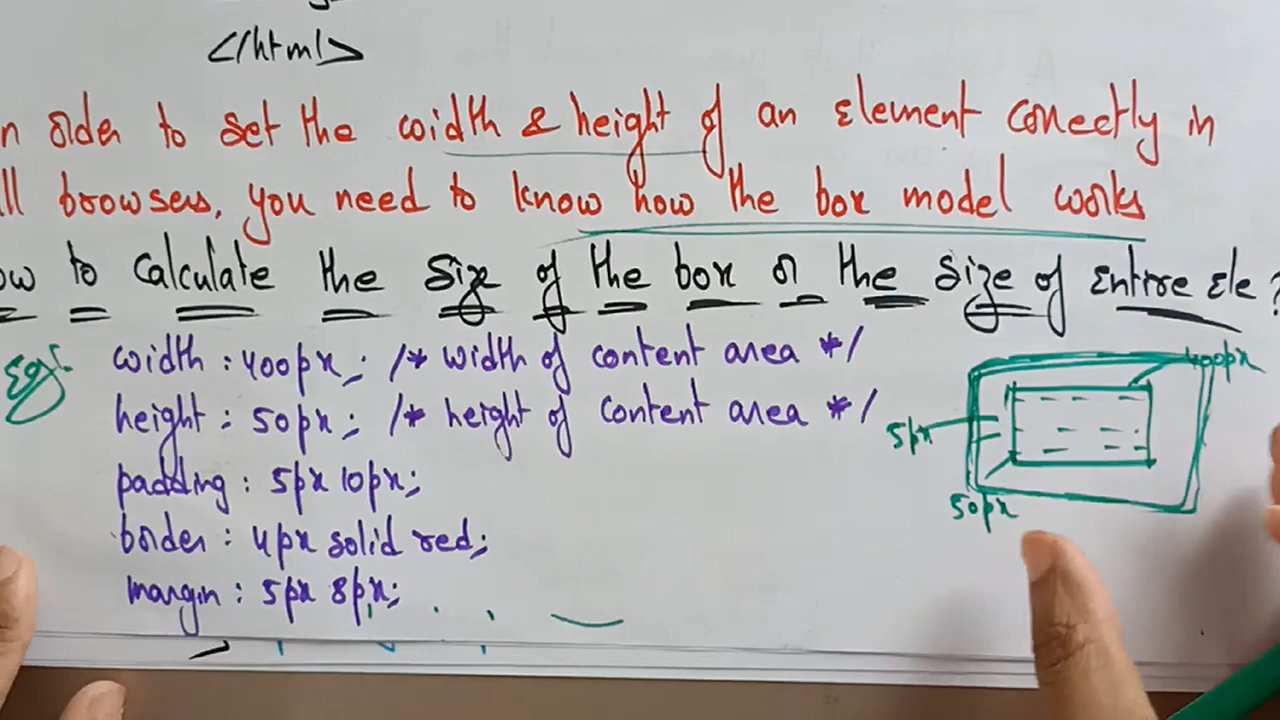 </html>
n order to set the width & height of an Element correctly in
ll browsers, you need to know how the box model works
ow to Calculate the Size of the box or the size of Entire Ele?
Eg:- width : 400px; /* width of content area */
height : 50px; /* height of content area */
padding : 5px 10px;
border : 4px solid red;
margin : 5px 8px;
400px
5px
50px